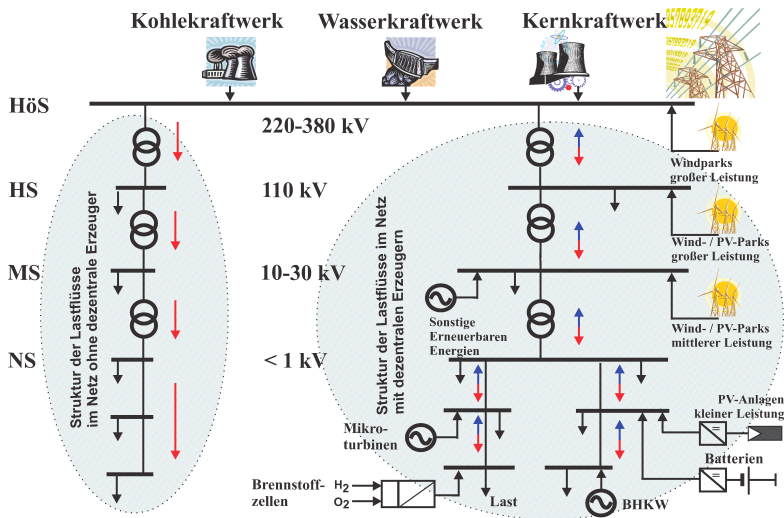 Kohlekraftwerk
Wasserkraftwerk
Kernkraftwerk
HöS
220-380 kV
Windparks
großer Leistung
HS
110 kV
Wind- / PV-Parks
großer Leistung
MS
10-30 kV
Sonstige
Erneuerbaren
Energien
Wind- / PV-Parks
mittlerer Leistung
NS
< 1 kV
Struktur der Lastflüsse
im Netz ohne dezentrale Erzeuger
Struktur der Lastflüsse im Netz
mit dezentralen Erzeugern
PV-Anlagen
kleiner Leistung
Mikro-
turbinen
Batterien
Brennstoff-
zellen
H2
O2
Last
BHKW